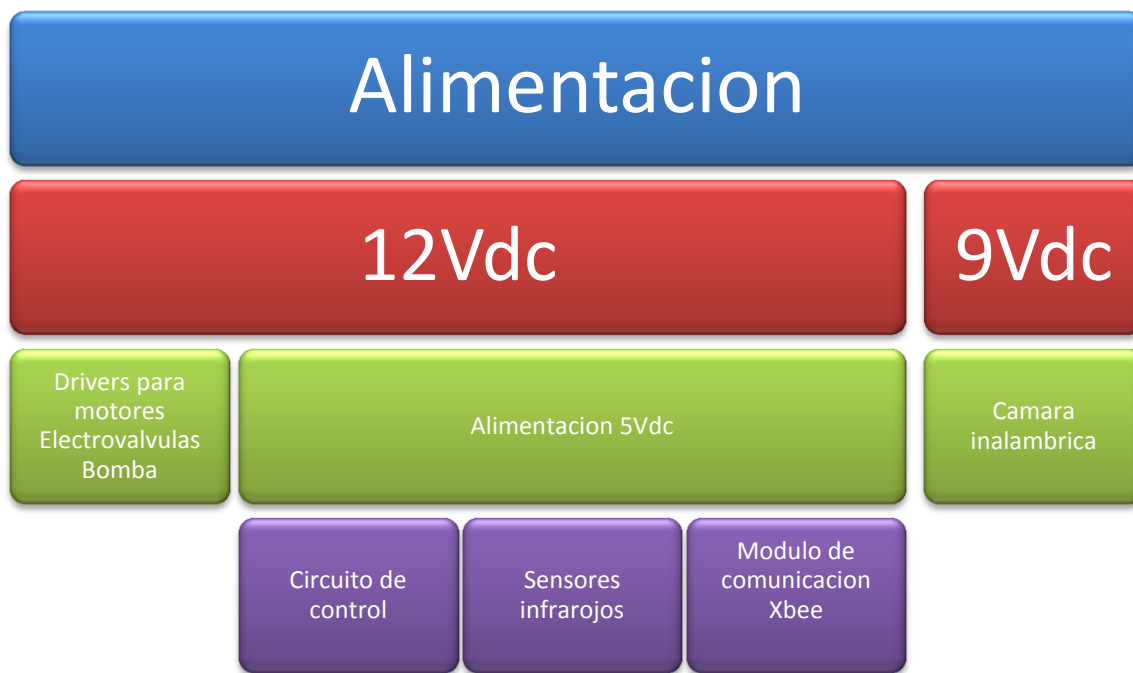 Alimentacion
12Vdc
9Vdc
Drivers para
motores
Electrovalvulas
Bomba
Alimentacion 5Vdc
Camara
inalambrica
Circuito de
control
Sensores
infrarojos
Modulo de
comunicacion
Xbee